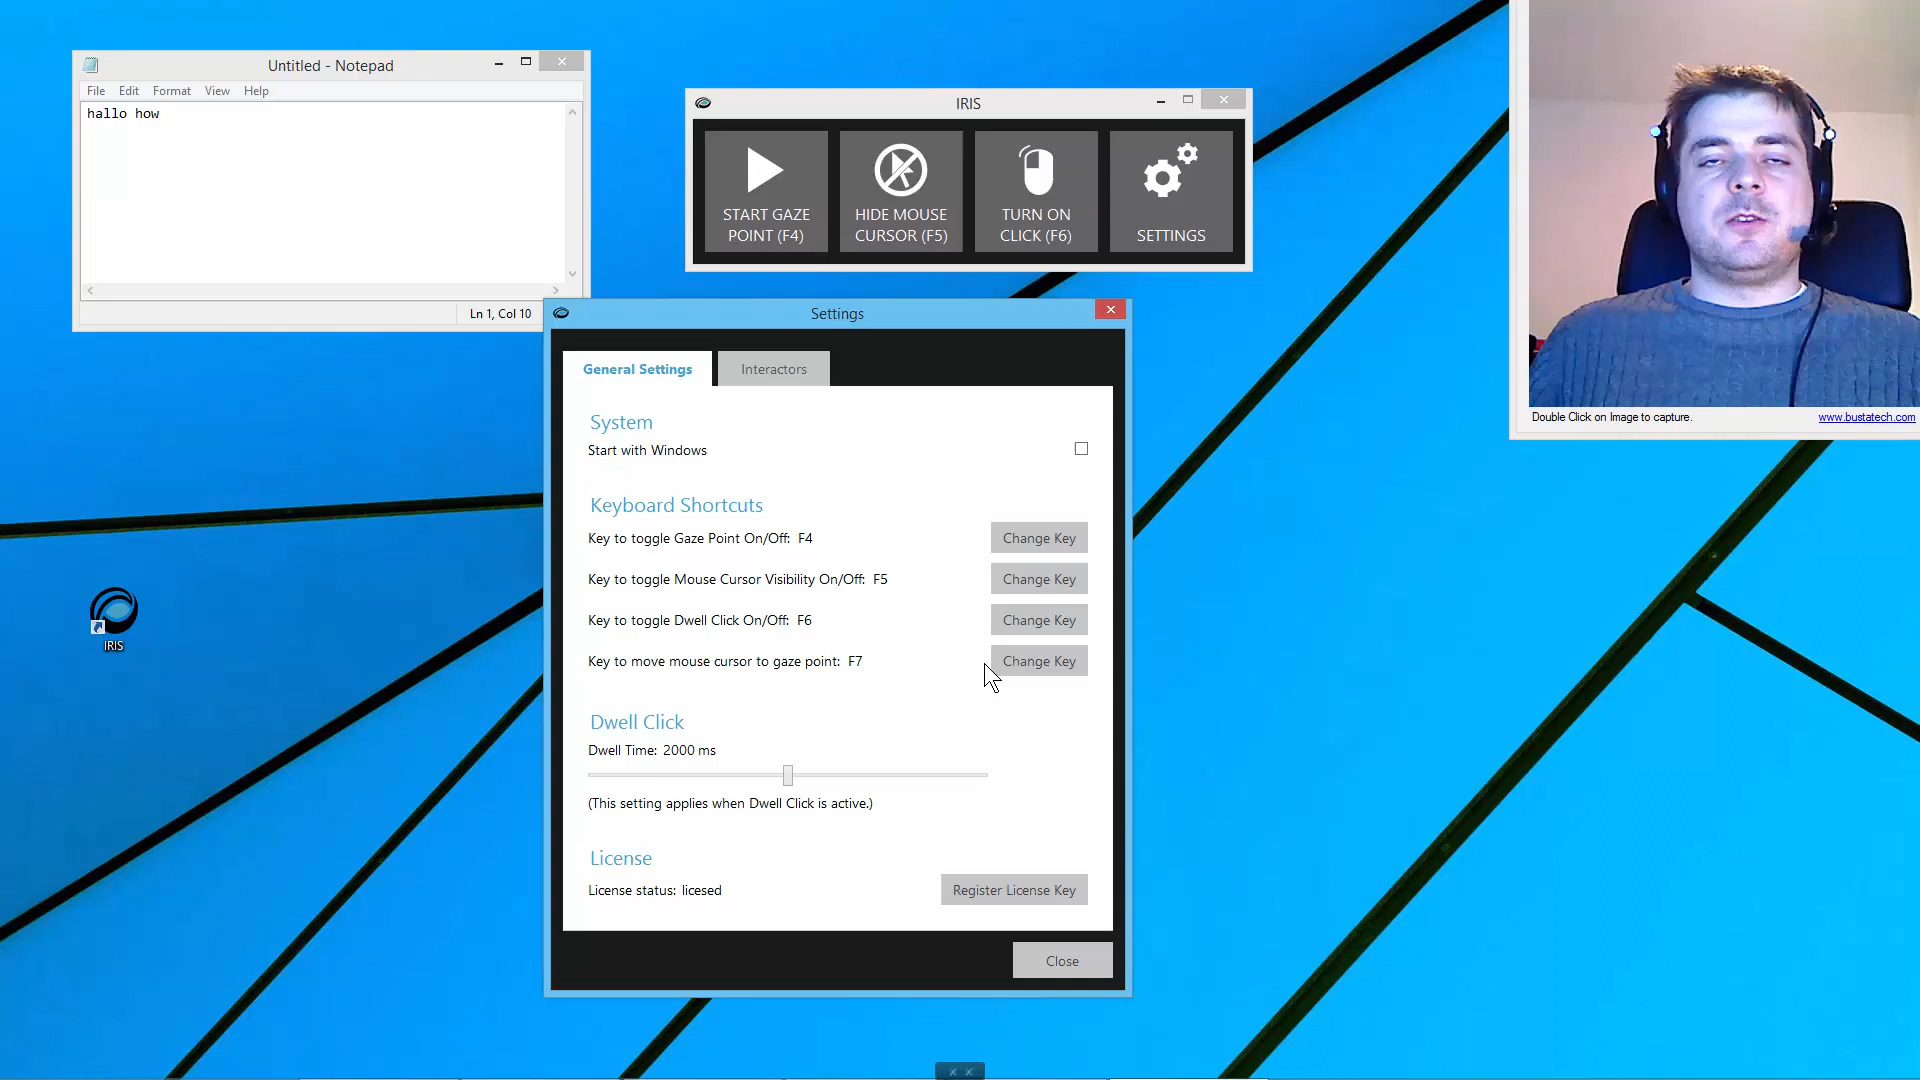 Untitled - Notepad
File Edit Format View Help
hallo how
Ln 1, Col 10
IRIS
START GAZE
POINT (F4)
HIDE MOUSE
CURSOR (F5)
TURN ON
CLICK (F6)
SETTINGS
Double Click on Image to capture.
www.bustatech.com
Settings
General Settings
Interactors
System
Start with Windows
Keyboard Shortcuts
Key to toggle Gaze Point On/Off: F4
Change Key
Key to toggle Mouse Cursor Visibility On/Off: F5
Change Key
Key to toggle Dwell Click On/Off: F6
Change Key
Key to move mouse cursor to gaze point: F7
Change Key
Dwell Click
Dwell Time: 2000 ms
(This setting applies when Dwell Click is active.)
License
License status: licesed
Register License Key
Close
IRIS